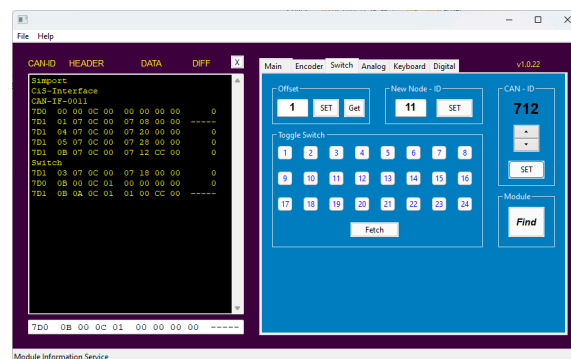 File Help
CAN-ID HEADER DATA DIFF X
Simport
CiS-Interface
CAN-IF-0011
7D0 00 00 0C 00 00 00 00 00 0
7D1 01 07 0C 00 07 08 00 00 -----
7D1 04 07 0C 00 07 20 00 00 0
7D1 05 07 0C 00 07 28 00 00 0
7D1 0B 07 0C 00 07 12 CC 00 0
Switch
7D1 03 07 0C 00 07 18 00 00 0
7D0 0B 00 0C 01 00 00 00 00 0
7D1 0B 0A 0C 01 01 00 CC 00 -----
7D0 0B 00 0C 01 00 00 00 00 -----
Main Encoder Switch Analog Keyboard Digital v1.0.22
Offset
1 SET Get
New Node - ID
11 SET
CAN - ID
712
SET
Toggle Switch
1 2 3 4 5 6 7 8
9 10 11 12 13 14 15 16
17 18 19 20 21 22 23 24
Fetch
Module
Find
Module Information Service